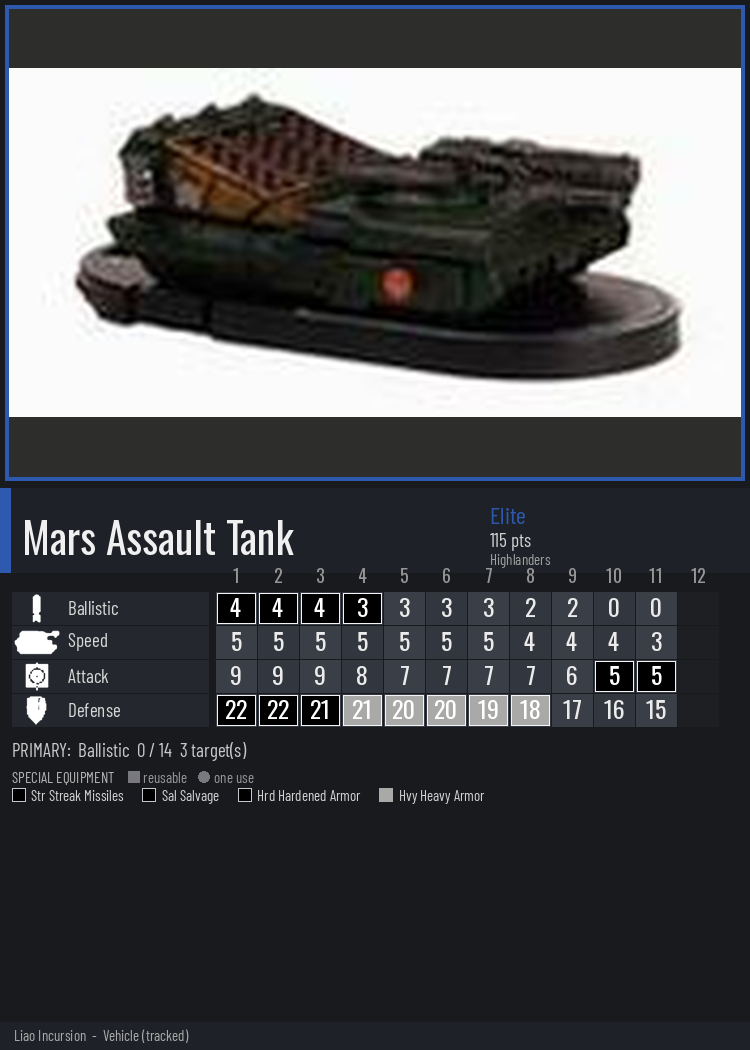 Mars Assault Tank
Elite
115 pts
Highlanders
1 2 3 4 5 6 7 8 9 10 11 12
Ballistic 4 4 4 3 3 3 3 2 2 0 0
Speed 5 5 5 5 5 5 5 4 4 4 3
Attack 9 9 9 8 7 7 7 7 6 5 5
Defense 22 22 21 21 20 20 19 18 17 16 15
PRIMARY: Ballistic 0 / 14 3 target(s)
SPECIAL EQUIPMENT reusable one use
Str Streak Missiles Sal Salvage Hrd Hardened Armor Hvy Heavy Armor
Liao Incursion - Vehicle (tracked)